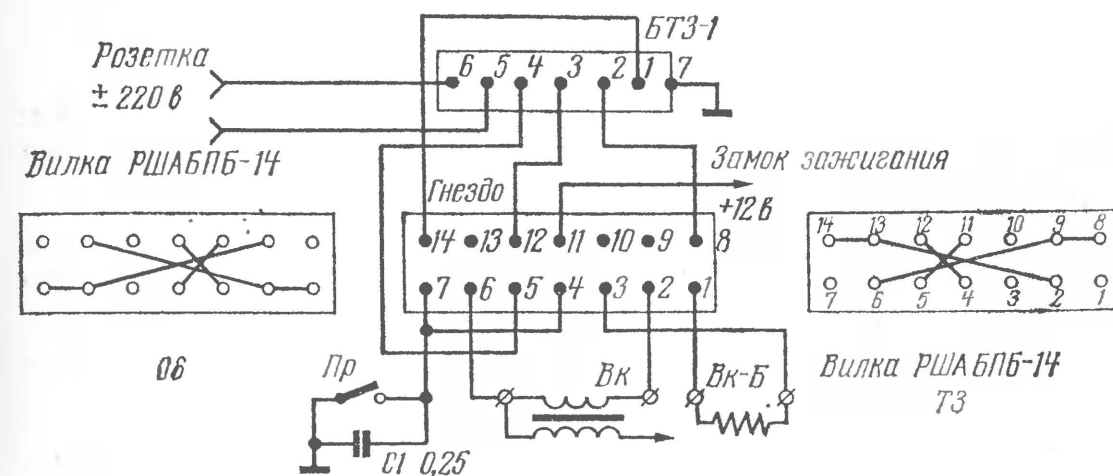 БТЗ-1
Розетка
± 220 в
6 5 4 3 2 1 7
Вилка РШАБПБ-14
Гнездо
Замок зажигания
+12в
14 13 12 11 10 9 8
7 6 5 4 3 2 1
14 13 12 11 10 9 8
7 6 5 4 3 2 1
Об
Пр
Вк
Вк-Б
Вилка РШАБПБ-14
ТЗ
С1 0,25